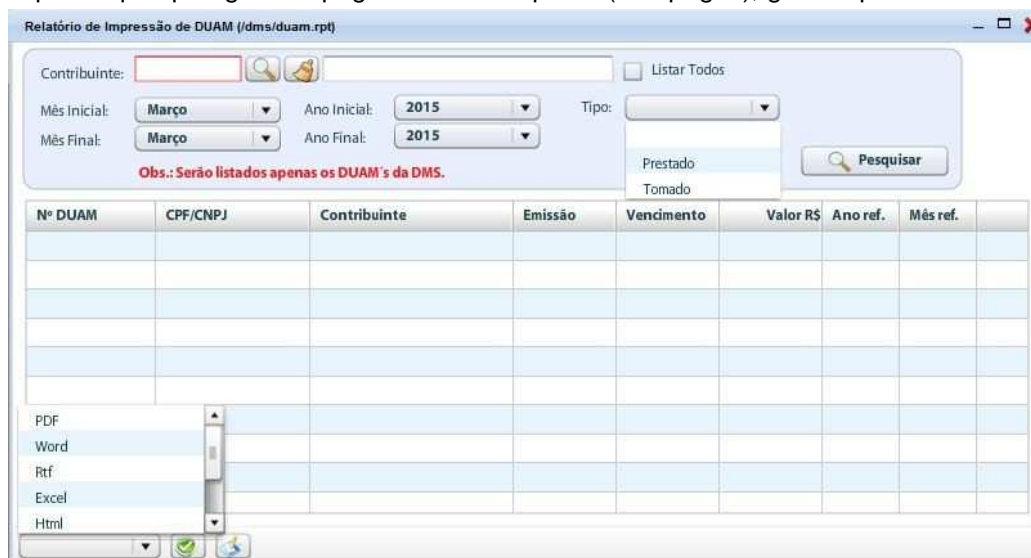 Relatório de Impressão de DUAM (/dms/duam.rpt)
Contribuinte:
Listar Todos
Mês Inicial: Março Ano Inicial: 2015 Tipo:
Mês Final: Março Ano Final: 2015
Prestado
Tomado
Pesquisar
Obs.: Serão listados apenas os DUAM´s da DMS.
Nº DUAM CPF/CNPJ Contribuinte Emissão Vencimento Valor R$ Ano ref. Mês ref.
PDF
Word
Rtf
Excel
Html